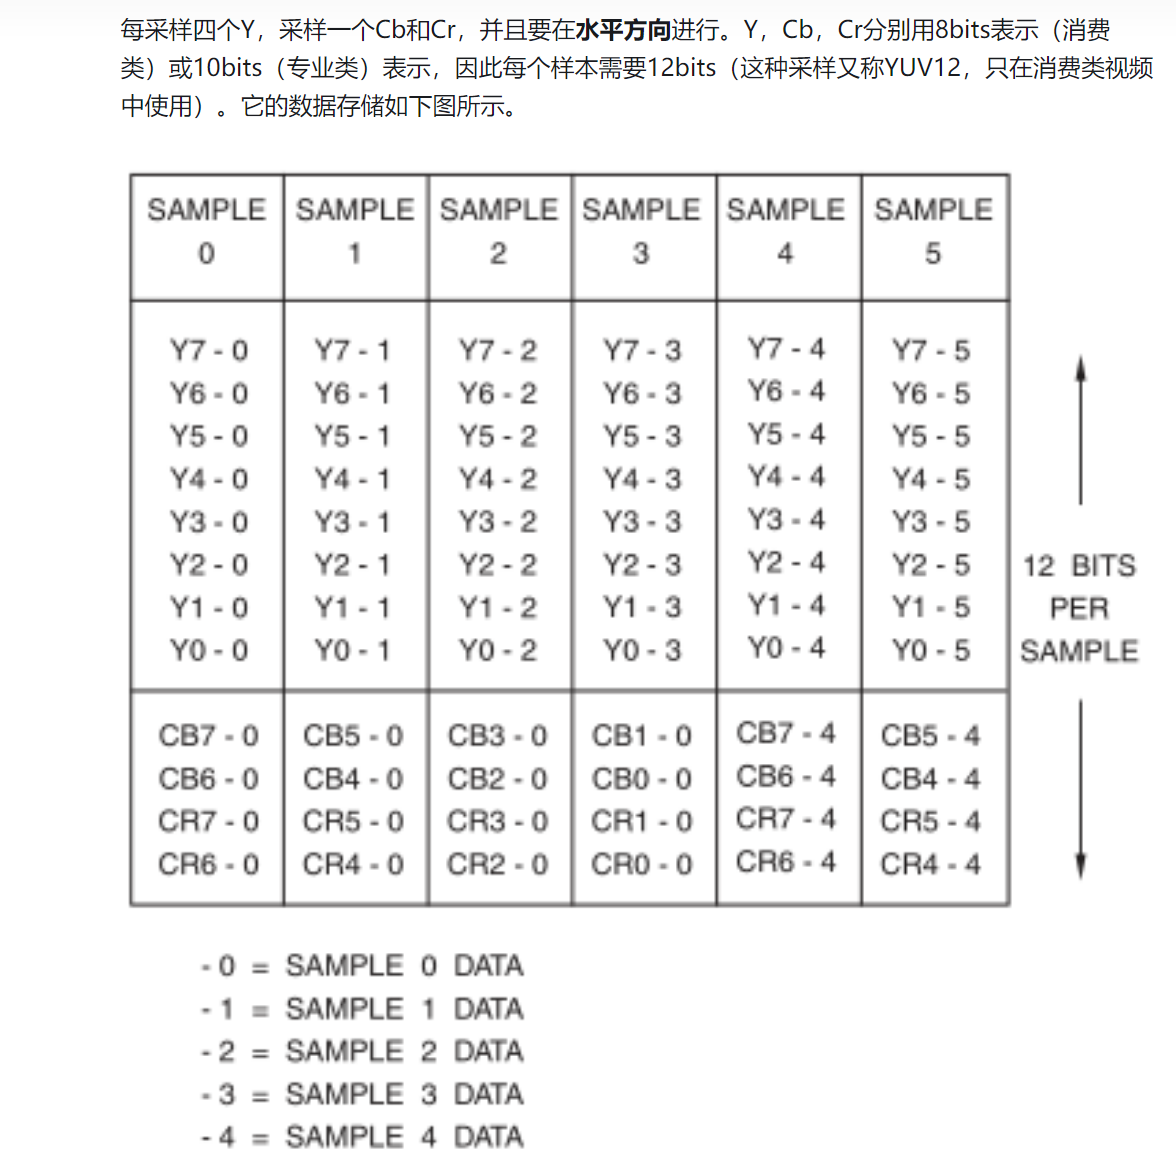 每采样四个Y，采样一个Cb和Cr，并且要在水平方向进行。Y，Cb，Cr分别用8bits表示（消费
类）或10bits（专业类）表示，因此每个样本需要12bits（这种采样又称YUV12，只在消费类视频
中使用）。它的数据存储如下图所示。
SAMPLE SAMPLE SAMPLE SAMPLE SAMPLE SAMPLE
0 1 2 3 4 5
Y7 - 0 Y7 - 1 Y7 - 2 Y7 - 3 Y7 - 4 Y7 - 5
Y6 - 0 Y6 - 1 Y6 - 2 Y6 - 3 Y6 - 4 Y6 - 5
Y5 - 0 Y5 - 1 Y5 - 2 Y5 - 3 Y5 - 4 Y5 - 5
Y4 - 0 Y4 - 1 Y4 - 2 Y4 - 3 Y4 - 4 Y4 - 5
Y3 - 0 Y3 - 1 Y3 - 2 Y3 - 3 Y3 - 4 Y3 - 5
Y2 - 0 Y2 - 1 Y2 - 2 Y2 - 3 Y2 - 4 Y2 - 5 12 BITS
Y1 - 0 Y1 - 1 Y1 - 2 Y1 - 3 Y1 - 4 Y1 - 5 PER
Y0 - 0 Y0 - 1 Y0 - 2 Y0 - 3 Y0 - 4 Y0 - 5 SAMPLE
CB7 - 0 CB5 - 0 CB3 - 0 CB1 - 0 CB7 - 4 CB5 - 4
CB6 - 0 CB4 - 0 CB2 - 0 CB0 - 0 CB6 - 4 CB4 - 4
CR7 - 0 CR5 - 0 CR3 - 0 CR1 - 0 CR7 - 4 CR5 - 4
CR6 - 0 CR4 - 0 CR2 - 0 CR0 - 0 CR6 - 4 CR4 - 4
- 0 = SAMPLE 0 DATA
- 1 = SAMPLE 1 DATA
- 2 = SAMPLE 2 DATA
- 3 = SAMPLE 3 DATA
- 4 = SAMPLE 4 DATA